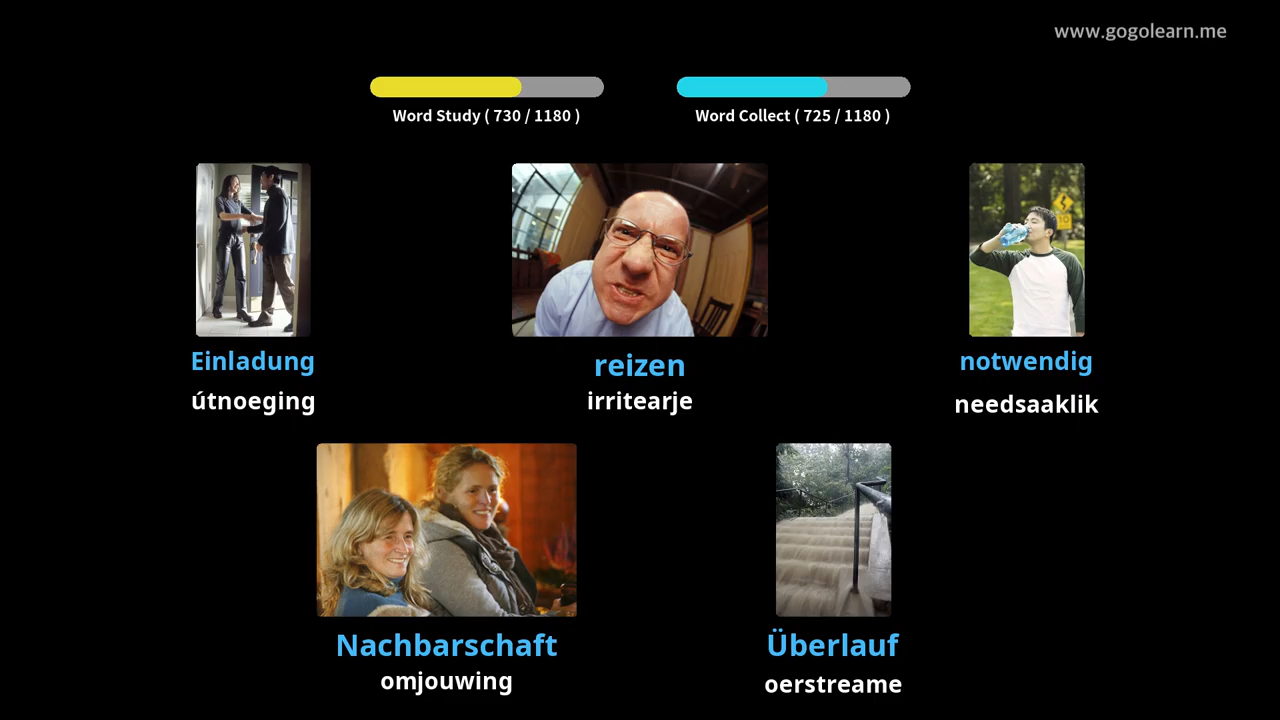 www.gogolearn.me
Word Study ( 730 / 1180 )
Word Collect ( 725 / 1180 )
Einladung
útnoeging
reizen
irritearje
notwendig
needsaaklik
Nachbarschaft
omjouwing
Überlauf
oerstreame